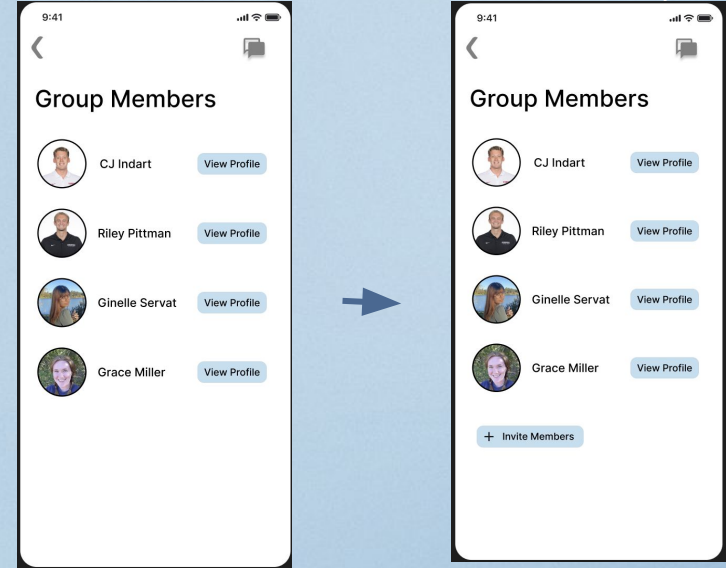 9:41
Group Members
CJ Indart
View Profile
Riley Pittman
View Profile
Ginelle Servat
View Profile
Grace Miller
View Profile
9:41
Group Members
CJ Indart
View Profile
Riley Pittman
View Profile
Ginelle Servat
View Profile
Grace Miller
View Profile
+ Invite Members